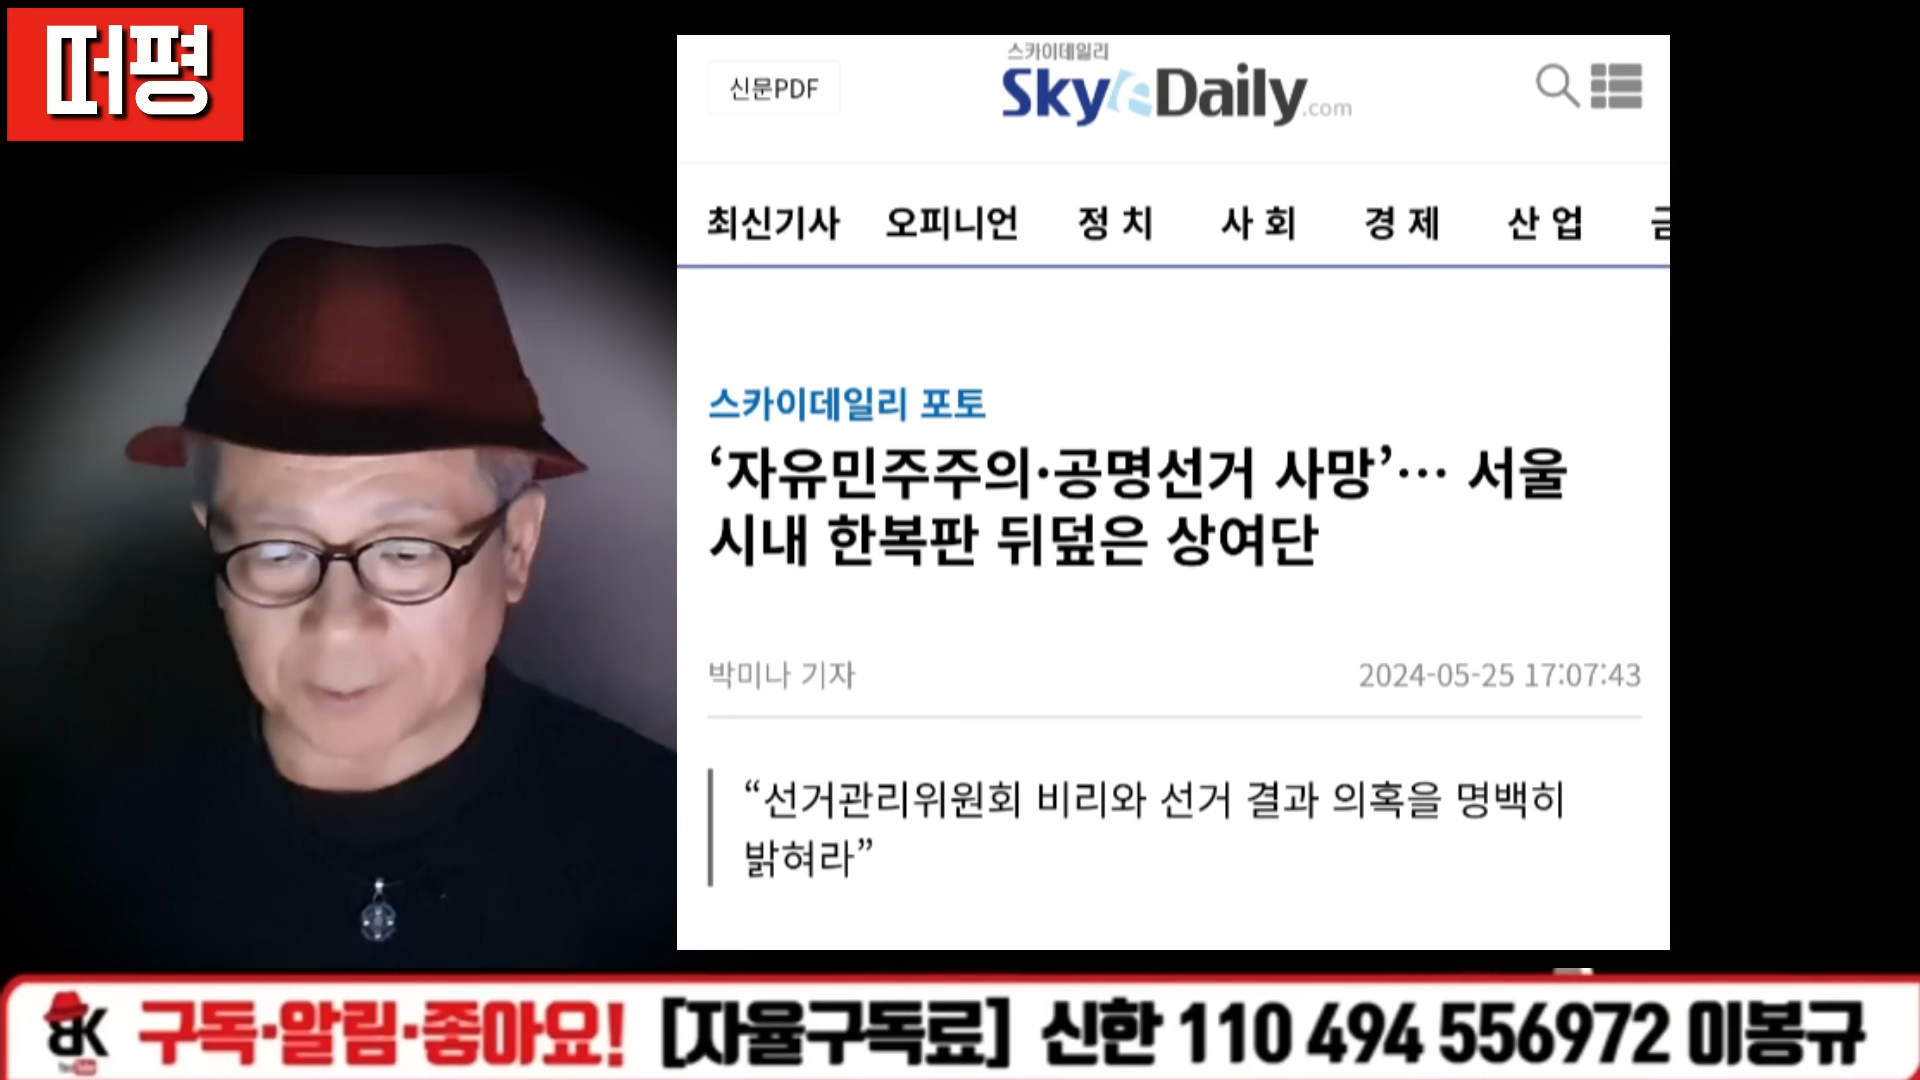 떠평
신문PDF
스카이데일리
SkyeDaily.com
최신기사 오피니언 정 치 사 회 경 제 산 업
스카이데일리 포토
‘자유민주주의·공명선거 사망’… 서울
시내 한복판 뒤덮은 상여단
박미나 기자 2024-05-25 17:07:43
“선거관리위원회 비리와 선거 결과 의혹을 명백히
밝혀라”
BK 구독·알림·좋아요! [자율구독료] 신한 110 494 556972 이봉규
YouTube